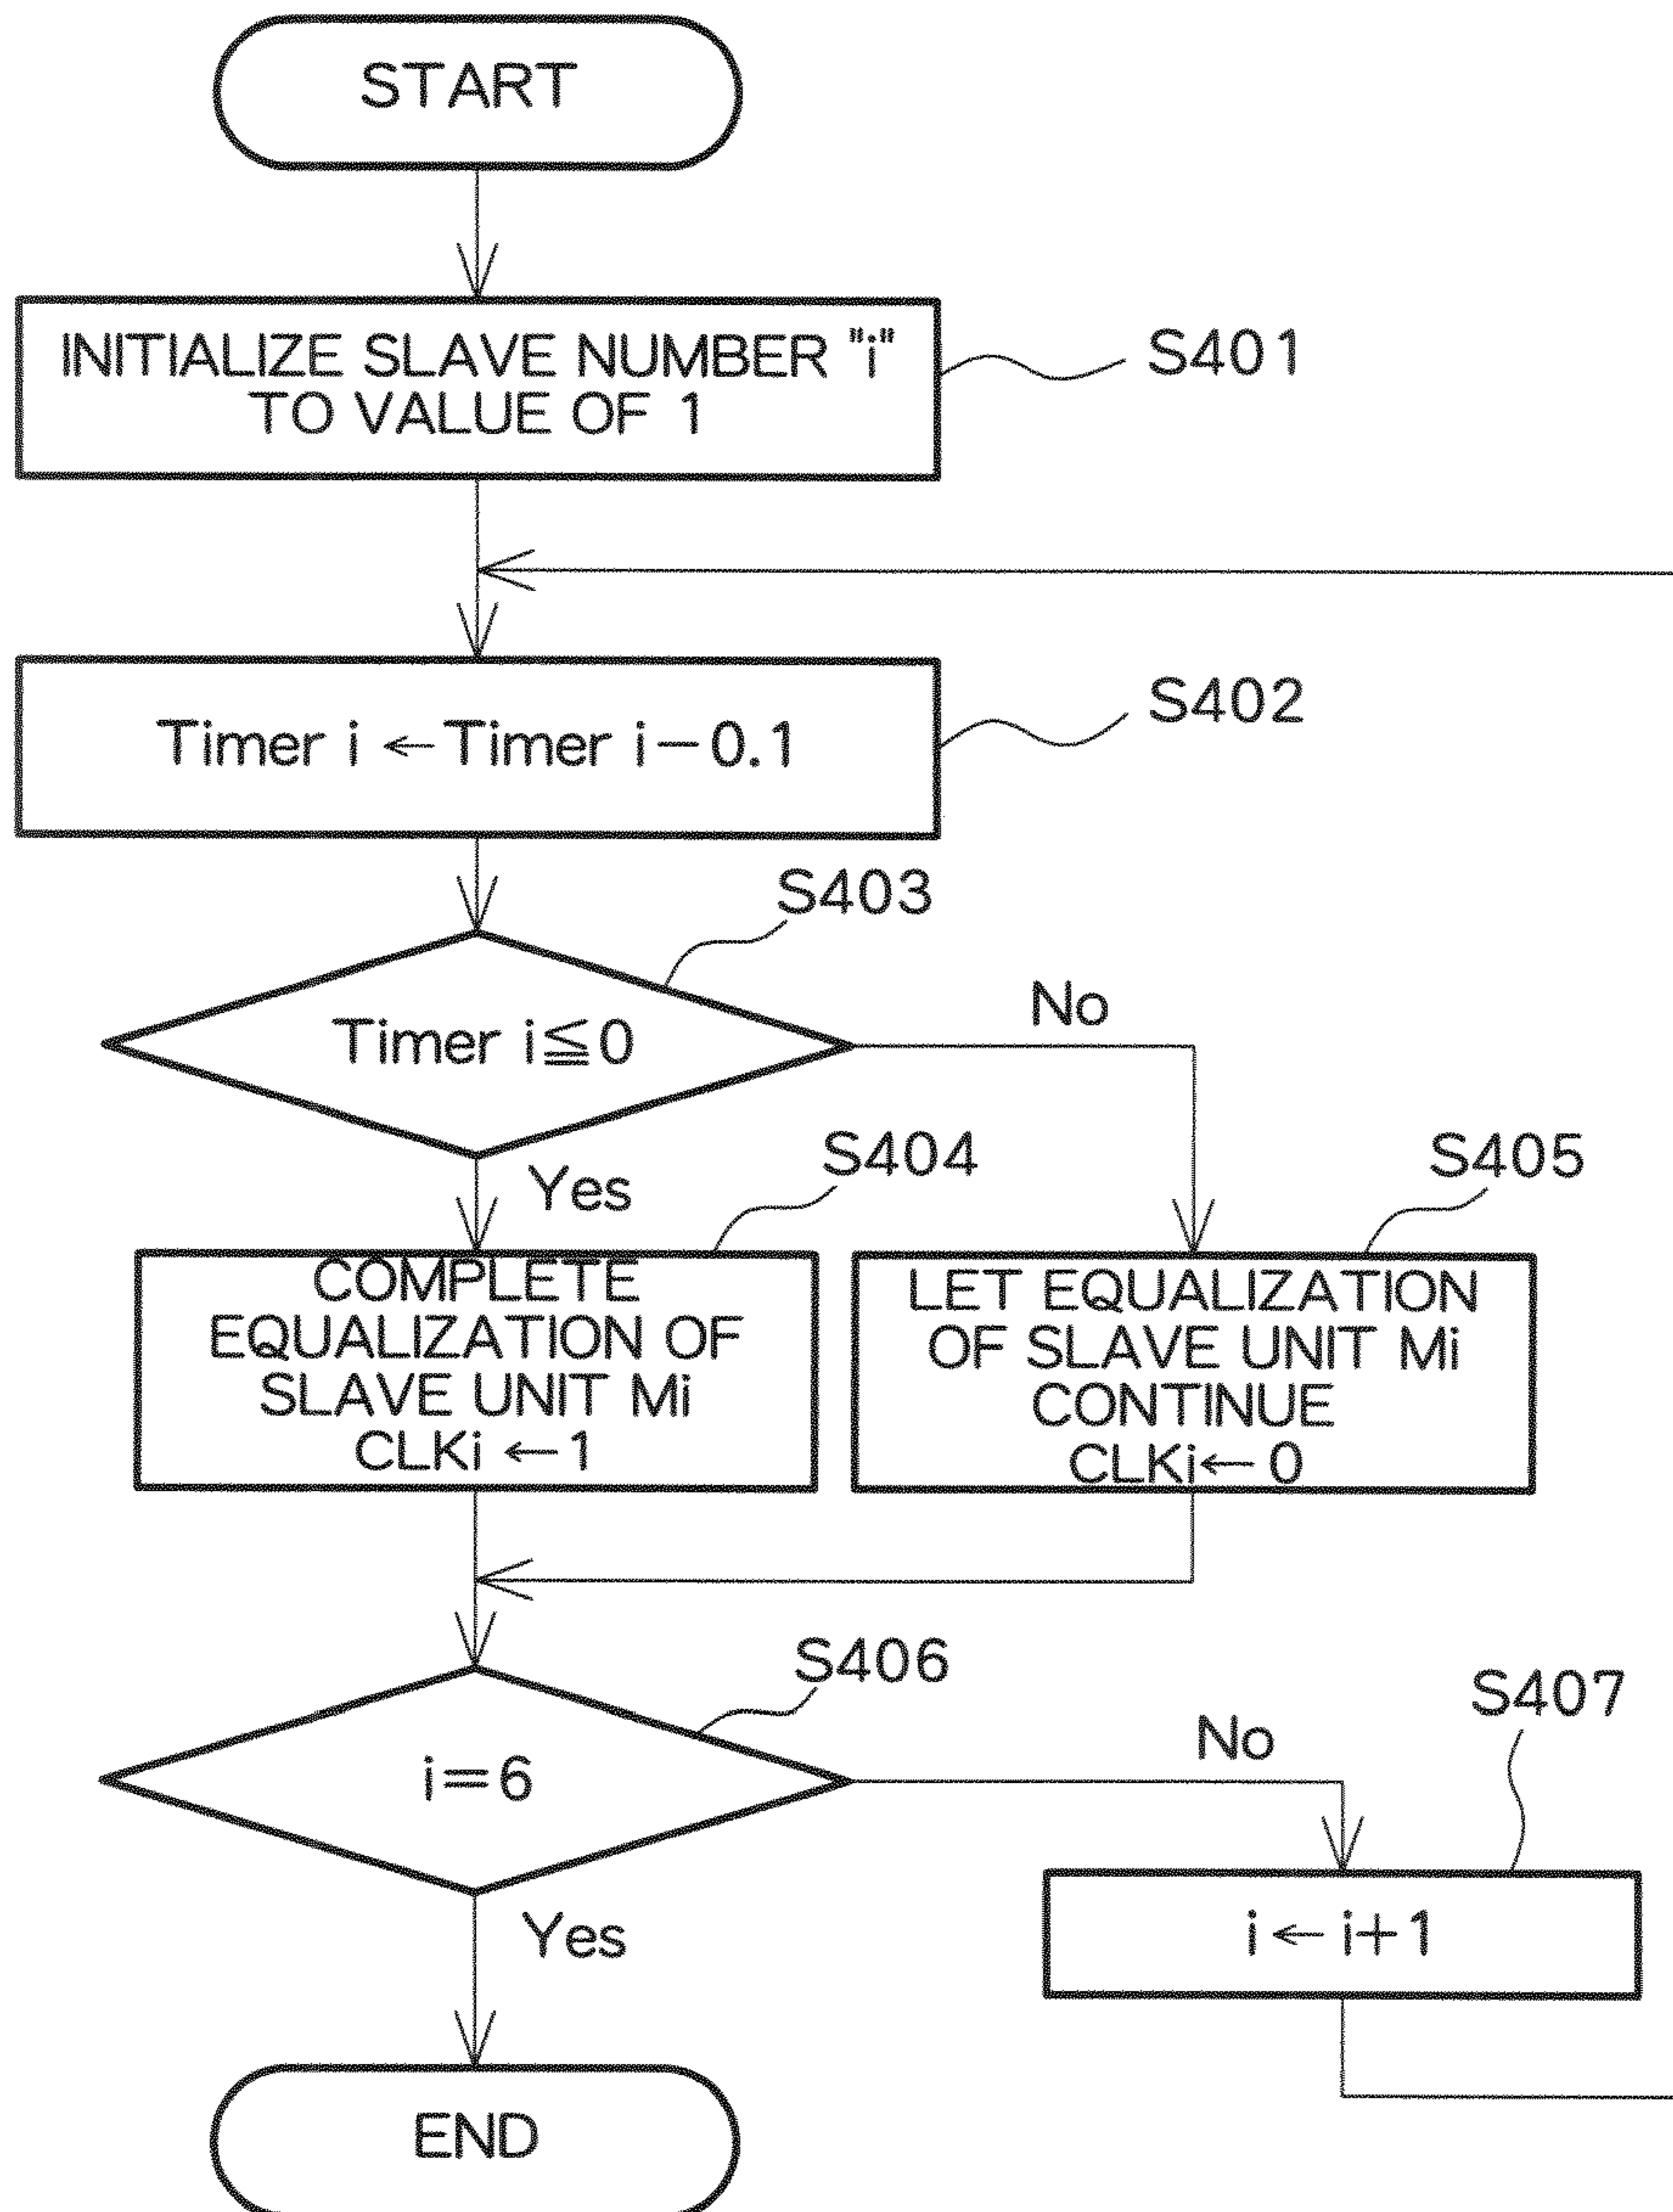 START
INITIALIZE SLAVE NUMBER "i"
TO VALUE OF 1
S401
Timer i ← Timer i−0.1
S402
S403
Timer i≦0
No
Yes
S404
COMPLETE
EQUALIZATION OF
SLAVE UNIT Mi
CLKi ← 1
S405
LET EQUALIZATION
OF SLAVE UNIT Mi
CONTINUE
CLKi ← 0
S406
i=6
No
S407
i ← i+1
Yes
END